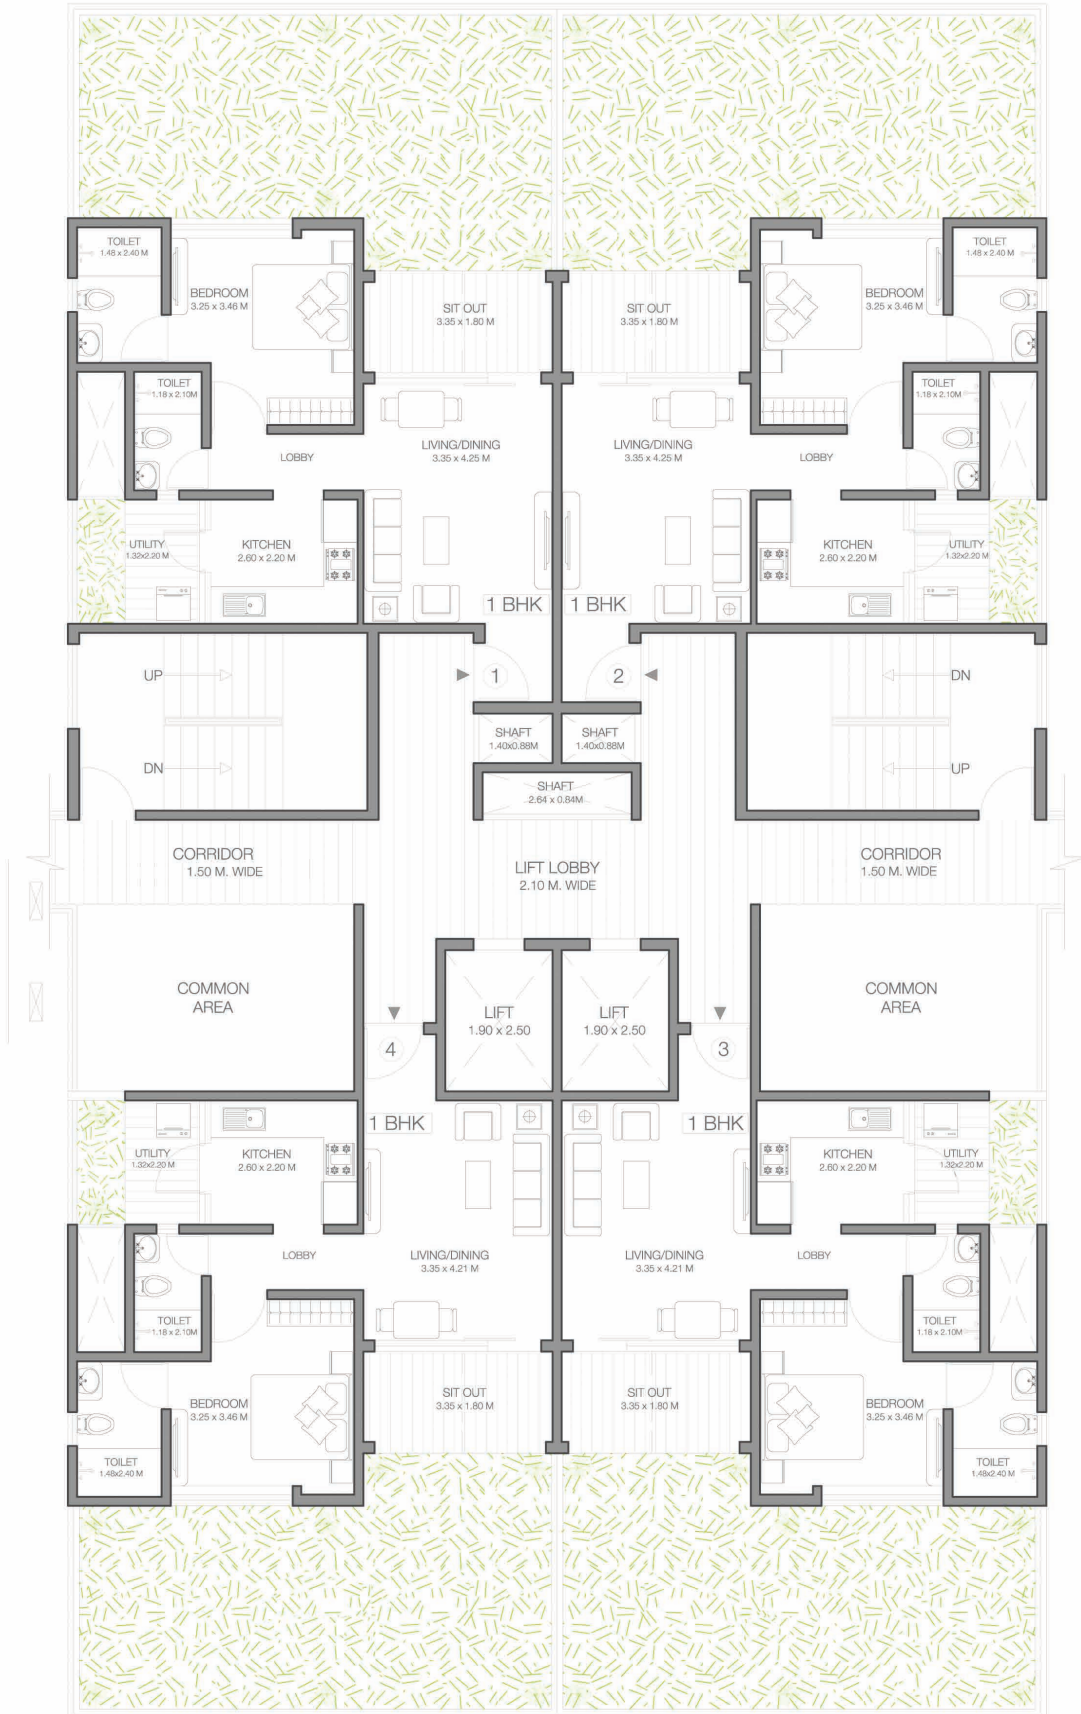 TOILET
1.48 x 2.40 M
BEDROOM
3.25 x 3.46 M
SIT OUT
3.35 x 1.80 M
SIT OUT
3.35 x 1.80 M
BEDROOM
3.25 x 3.46 M
TOILET
1.48 x 2.40 M
TOILET
1.18 x 2.10M
LOBBY
LIVING/DINING
3.35 x 4.25 M
LIVING/DINING
3.35 x 4.25 M
LOBBY
TOILET
1.18 x 2.10M
UTILITY
1.32x2.20 M
KITCHEN
2.60 x 2.20 M
KITCHEN
2.60 x 2.20 M
UTILITY
1.32x2.20 M
1 BHK
1 BHK
UP
1
2
DN
DN
SHAFT
1.40x0.88M
SHAFT
1.40x0.88M
UP
SHAFT
2.64 x 0.84M
CORRIDOR
1.50 M. WIDE
LIFT LOBBY
2.10 M. WIDE
CORRIDOR
1.50 M. WIDE
COMMON
AREA
LIFT
1.90 x 2.50
LIFT
1.90 x 2.50
COMMON
AREA
4
3
1 BHK
1 BHK
UTILITY
1.32x2.20 M
KITCHEN
2.60 x 2.20 M
KITCHEN
2.60 x 2.20 M
UTILITY
1.32x2.20 M
LOBBY
LIVING/DINING
3.35 x 4.21 M
LIVING/DINING
3.35 x 4.21 M
LOBBY
TOILET
1.18 x 2.10M
TOILET
1.18 x 2.10M
BEDROOM
3.25 x 3.46 M
SIT OUT
3.35 x 1.80 M
SIT OUT
3.35 x 1.80 M
BEDROOM
3.25 x 3.46 M
TOILET
1.48x2.40 M
TOILET
1.48x2.40 M